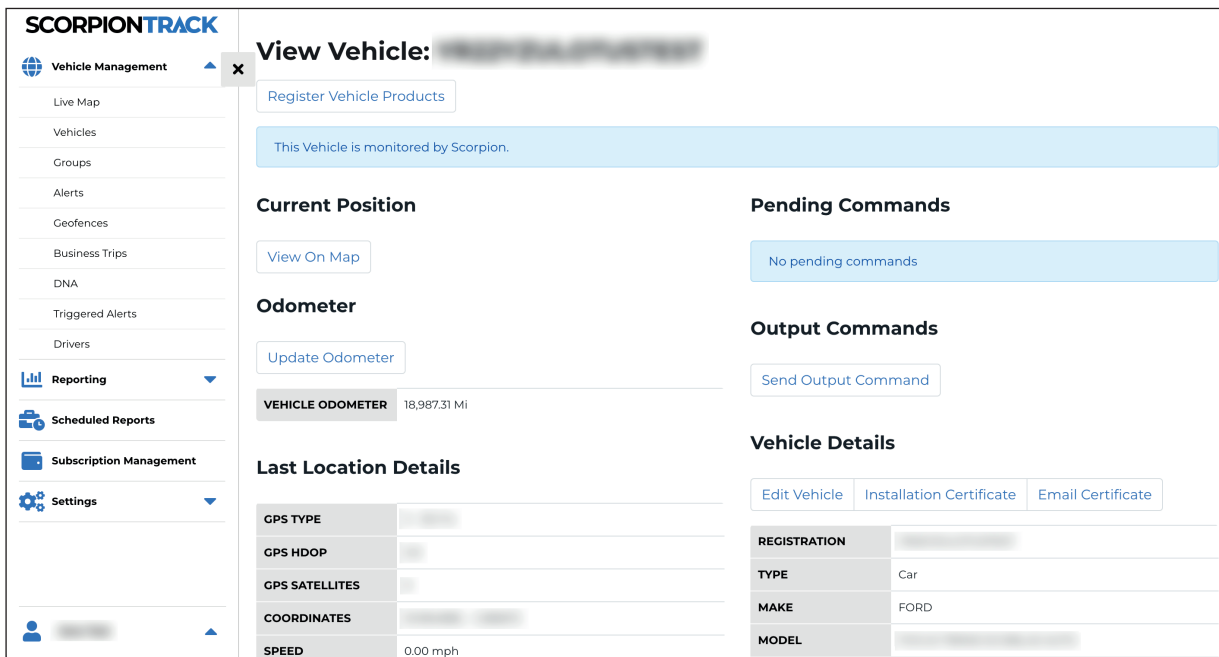 SCORPIONTRACK
Vehicle Management
Live Map
Vehicles
Groups
Alerts
Geofences
Business Trips
DNA
Triggered Alerts
Drivers
Reporting
Scheduled Reports
Subscription Management
Settings
View Vehicle:
Register Vehicle Products
This Vehicle is monitored by Scorpion.
Current Position
View On Map
Odometer
Update Odometer
VEHICLE ODOMETER 18,987.31 Mi
Last Location Details
GPS TYPE
GPS HDOP
GPS SATELLITES
COORDINATES
SPEED 0.00 mph
Pending Commands
No pending commands
Output Commands
Send Output Command
Vehicle Details
Edit Vehicle Installation Certificate Email Certificate
REGISTRATION
TYPE Car
MAKE FORD
MODEL